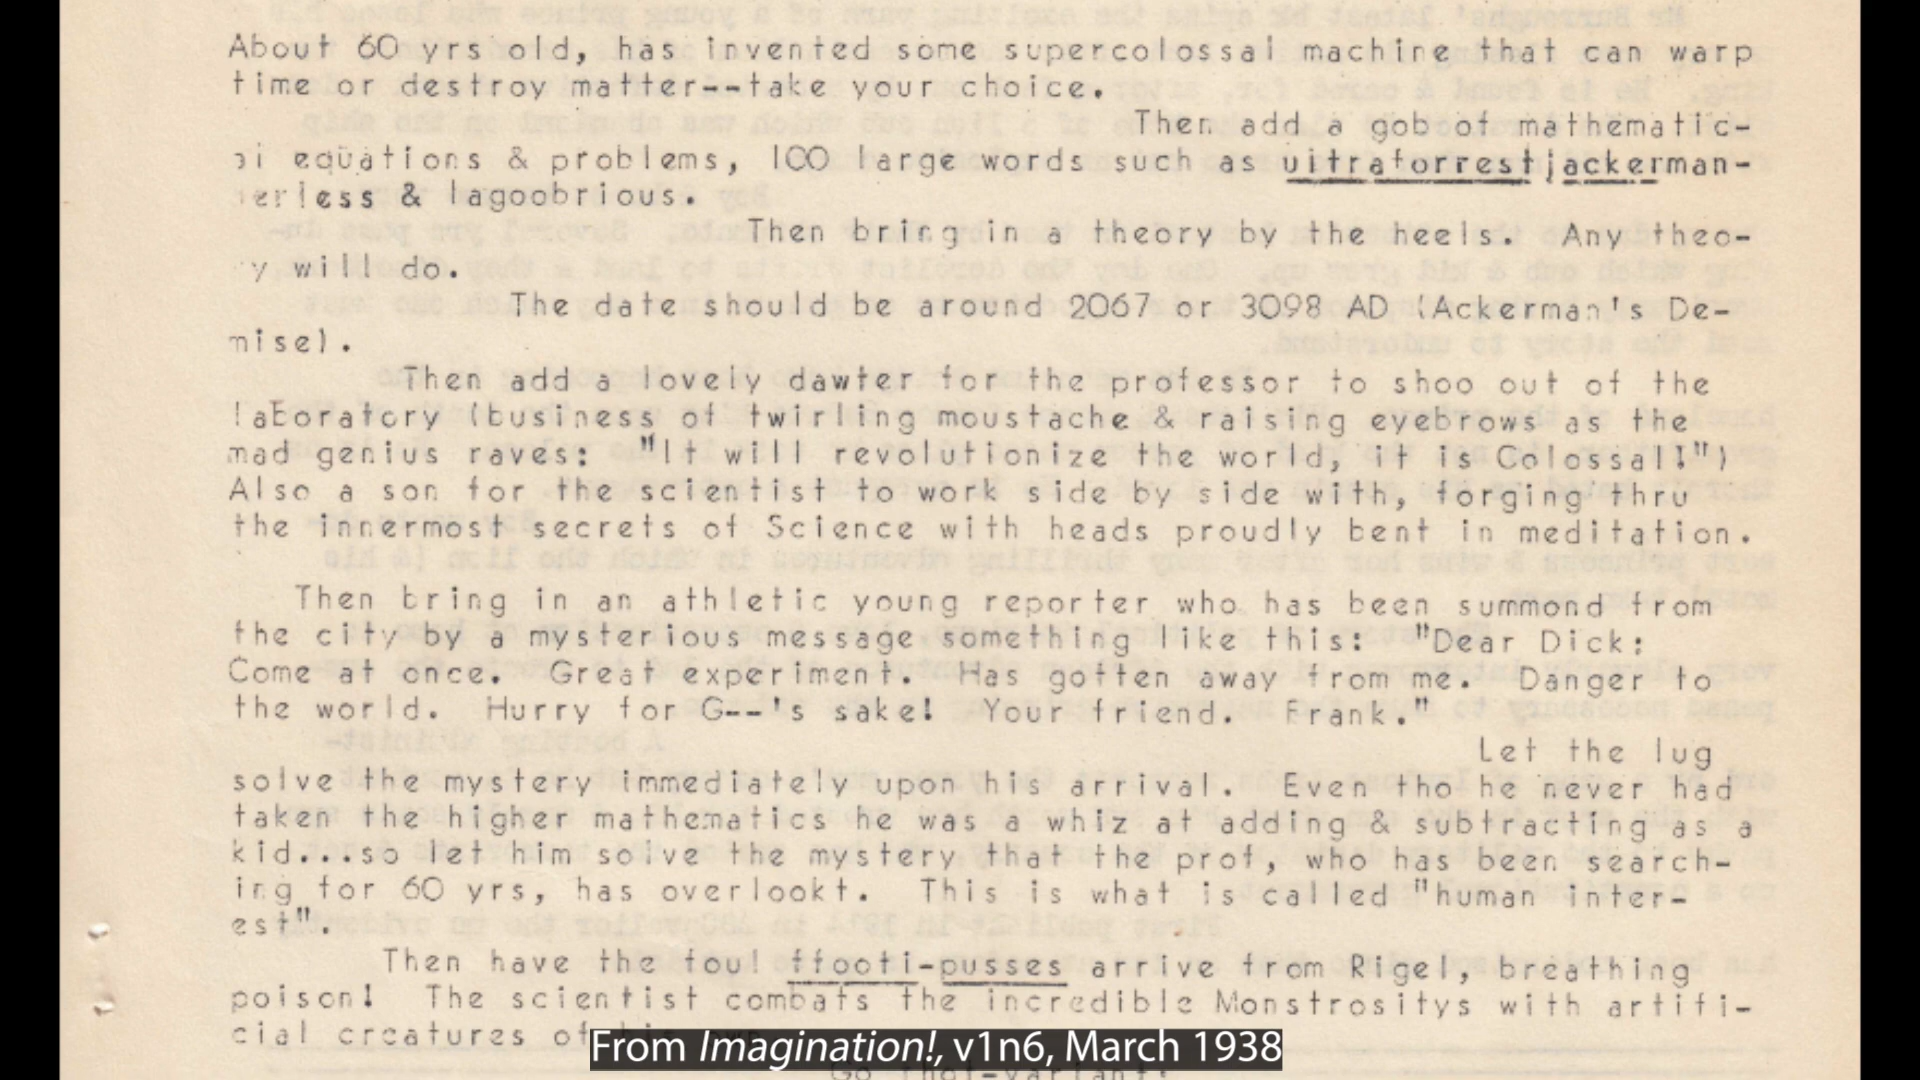 About 60 yrs old, has invented some supercolossal machine that can warp
time or destroy matter--take your choice.
Then add a gob of mathematic-
al equations & problems, 100 large words such as ultraforrestjackerman-
erless & lagoobrious.
Then bring in a theory by the heels. Any theo-
y will do.
The date should be around 2067 or 3098 AD (Ackerman's De-
mise).
Then add a lovely dawter for the professor to shoo out of the
laboratory (business of twirling moustache & raising eyebrows as the
mad genius raves: "It will revolutionize the world, it is Colossal!")
Also a son for the scientist to work side by side with, forging thru
the innermost secrets of Science with heads proudly bent in meditation.
Then bring in an athletic young reporter who has been summond from
the city by a mysterious message something like this: "Dear Dick:
Come at once. Great experiment. Has gotten away from me. Danger to
the world. Hurry for G--'s sake! Your friend. Frank."
Let the lug
solve the mystery immediately upon his arrival. Even tho he never had
taken the higher mathematics he was a whiz at adding & subtracting as a
kid...so let him solve the mystery that the prof, who has been search-
ing for 60 yrs, has overlookt. This is what is called "human inter-
est".
Then have the foul ffooti-pusses arrive from Rigel, breathing
poison! The scientist combats the incredible Monstrositys with artifi-
cial creatures of
From Imagination!, v1n6, March 1938